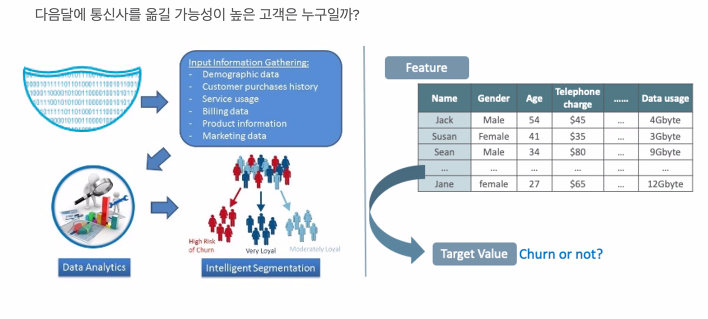 다음달에 통신사를 옮길 가능성이 높은 고객은 누구일까?
Input Information Gathering:
- Demographic data
- Customer purchases history
- Service usage
- Billing data
- Product information
- Marketing data
High Risk
of Churn
Very Loyal
Moderately Loyal
Data Analytics
Intelligent Segmentation
Feature
Name Gender Age Telephone charge ...... Data usage
Jack Male 54 $45 ... 4Gbyte
Susan Female 41 $35 ... 3Gbyte
Sean Male 34 $80 ... 9Gbyte
... ... ... ... ... ...
Jane female 27 $65 ... 12Gbyte
Target Value Churn or not?